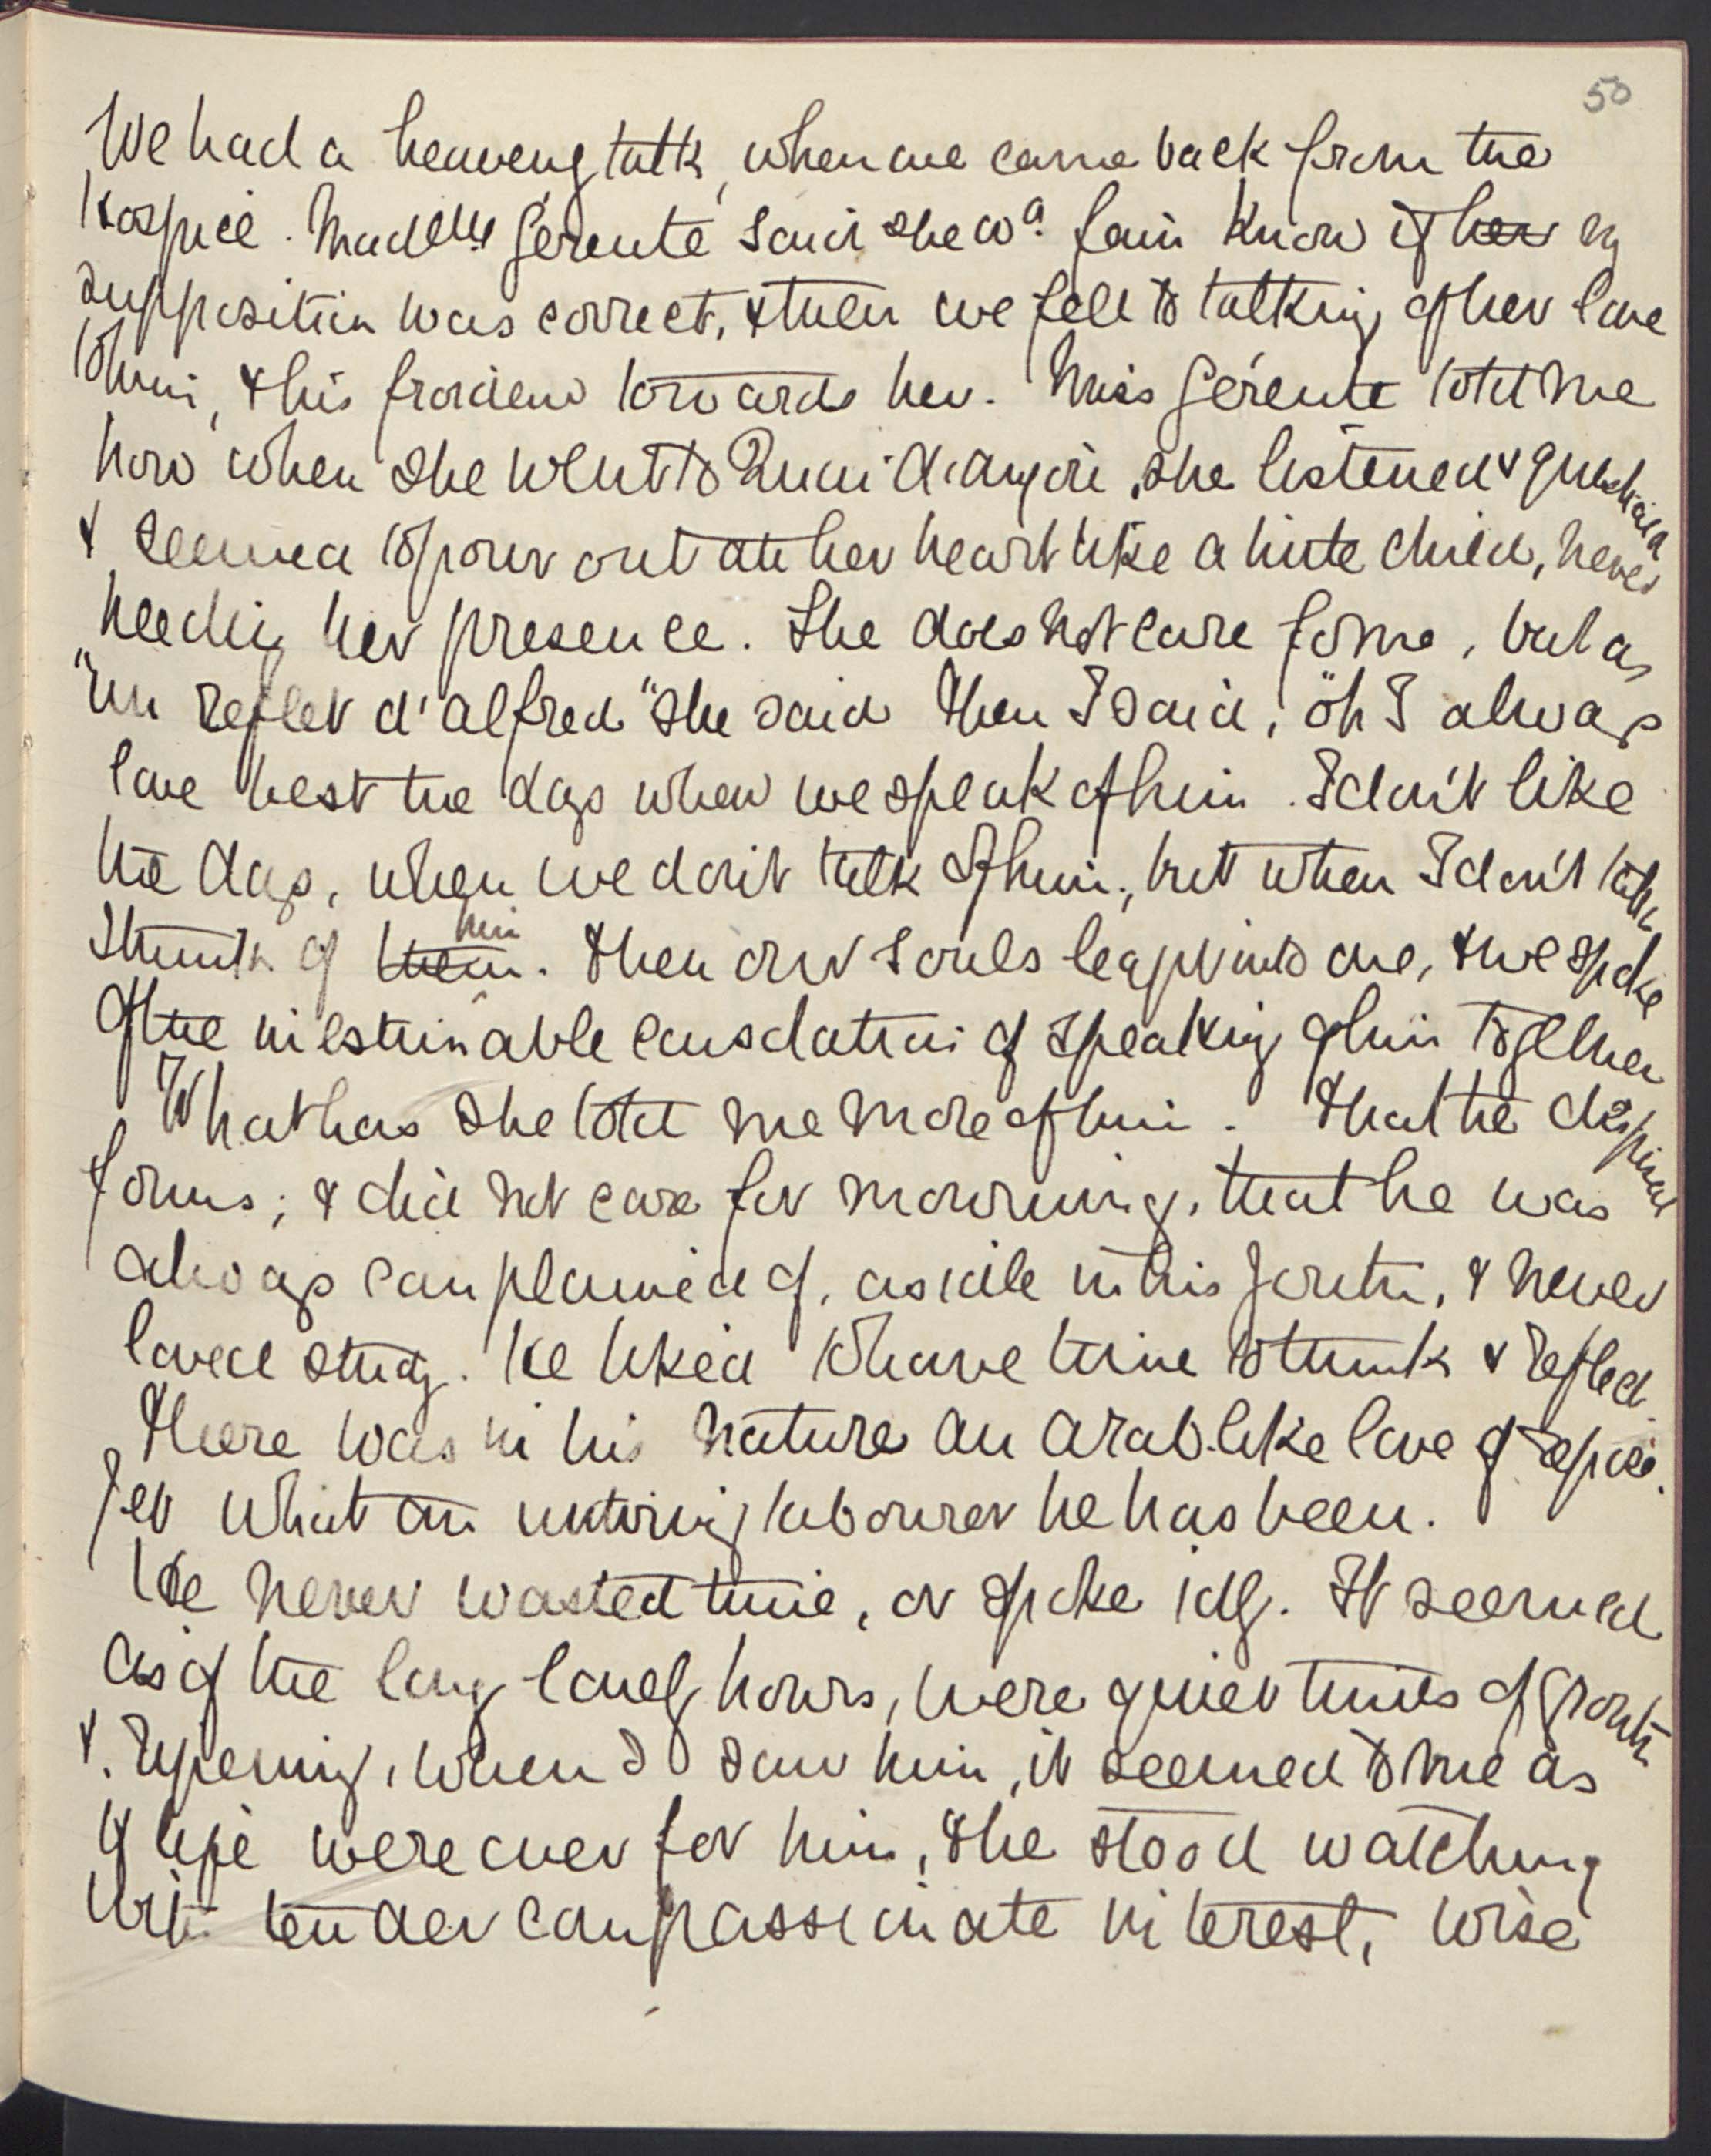 50
We had a heavenly talk, when we came back from the
Hospice. Madelle Gérente said she wd. fain know if her my
supposition was correct, & then we fell to talking of her love
to him, & his froideur towards her. Miss Gérente told me
how when she went to Quai d'Anjou, she listened & questioned
& seemed to pour out all her heart like a little child, never
heeding her presence. She does not care for me, but as
"un reflet d'Alfred" she said Then I said, "oh I always
love best the days when we speak of him. I don't like
the days, when we don't talk of him, but when I don't talk
I think of them him. Then our souls leapt into one, & we spoke
of the inestimable consolation of speaking of him together
What has she told me more of him. That he despised
forms; & did not care for mourning, that he was
always complained of, as idle in his youth, & never
loved study. He liked to have time to think & reflect.
There was in his nature an arab-like love of repose.
Yet what an untiring labourer he has been.
He never wasted time, or spoke idly. It seemed
as if the long lonely hours, were quiet times of growth
& ripening, when I saw him, it seemed to me as
if life were over for him, & he stood watching
with tender compassionate interest, wise